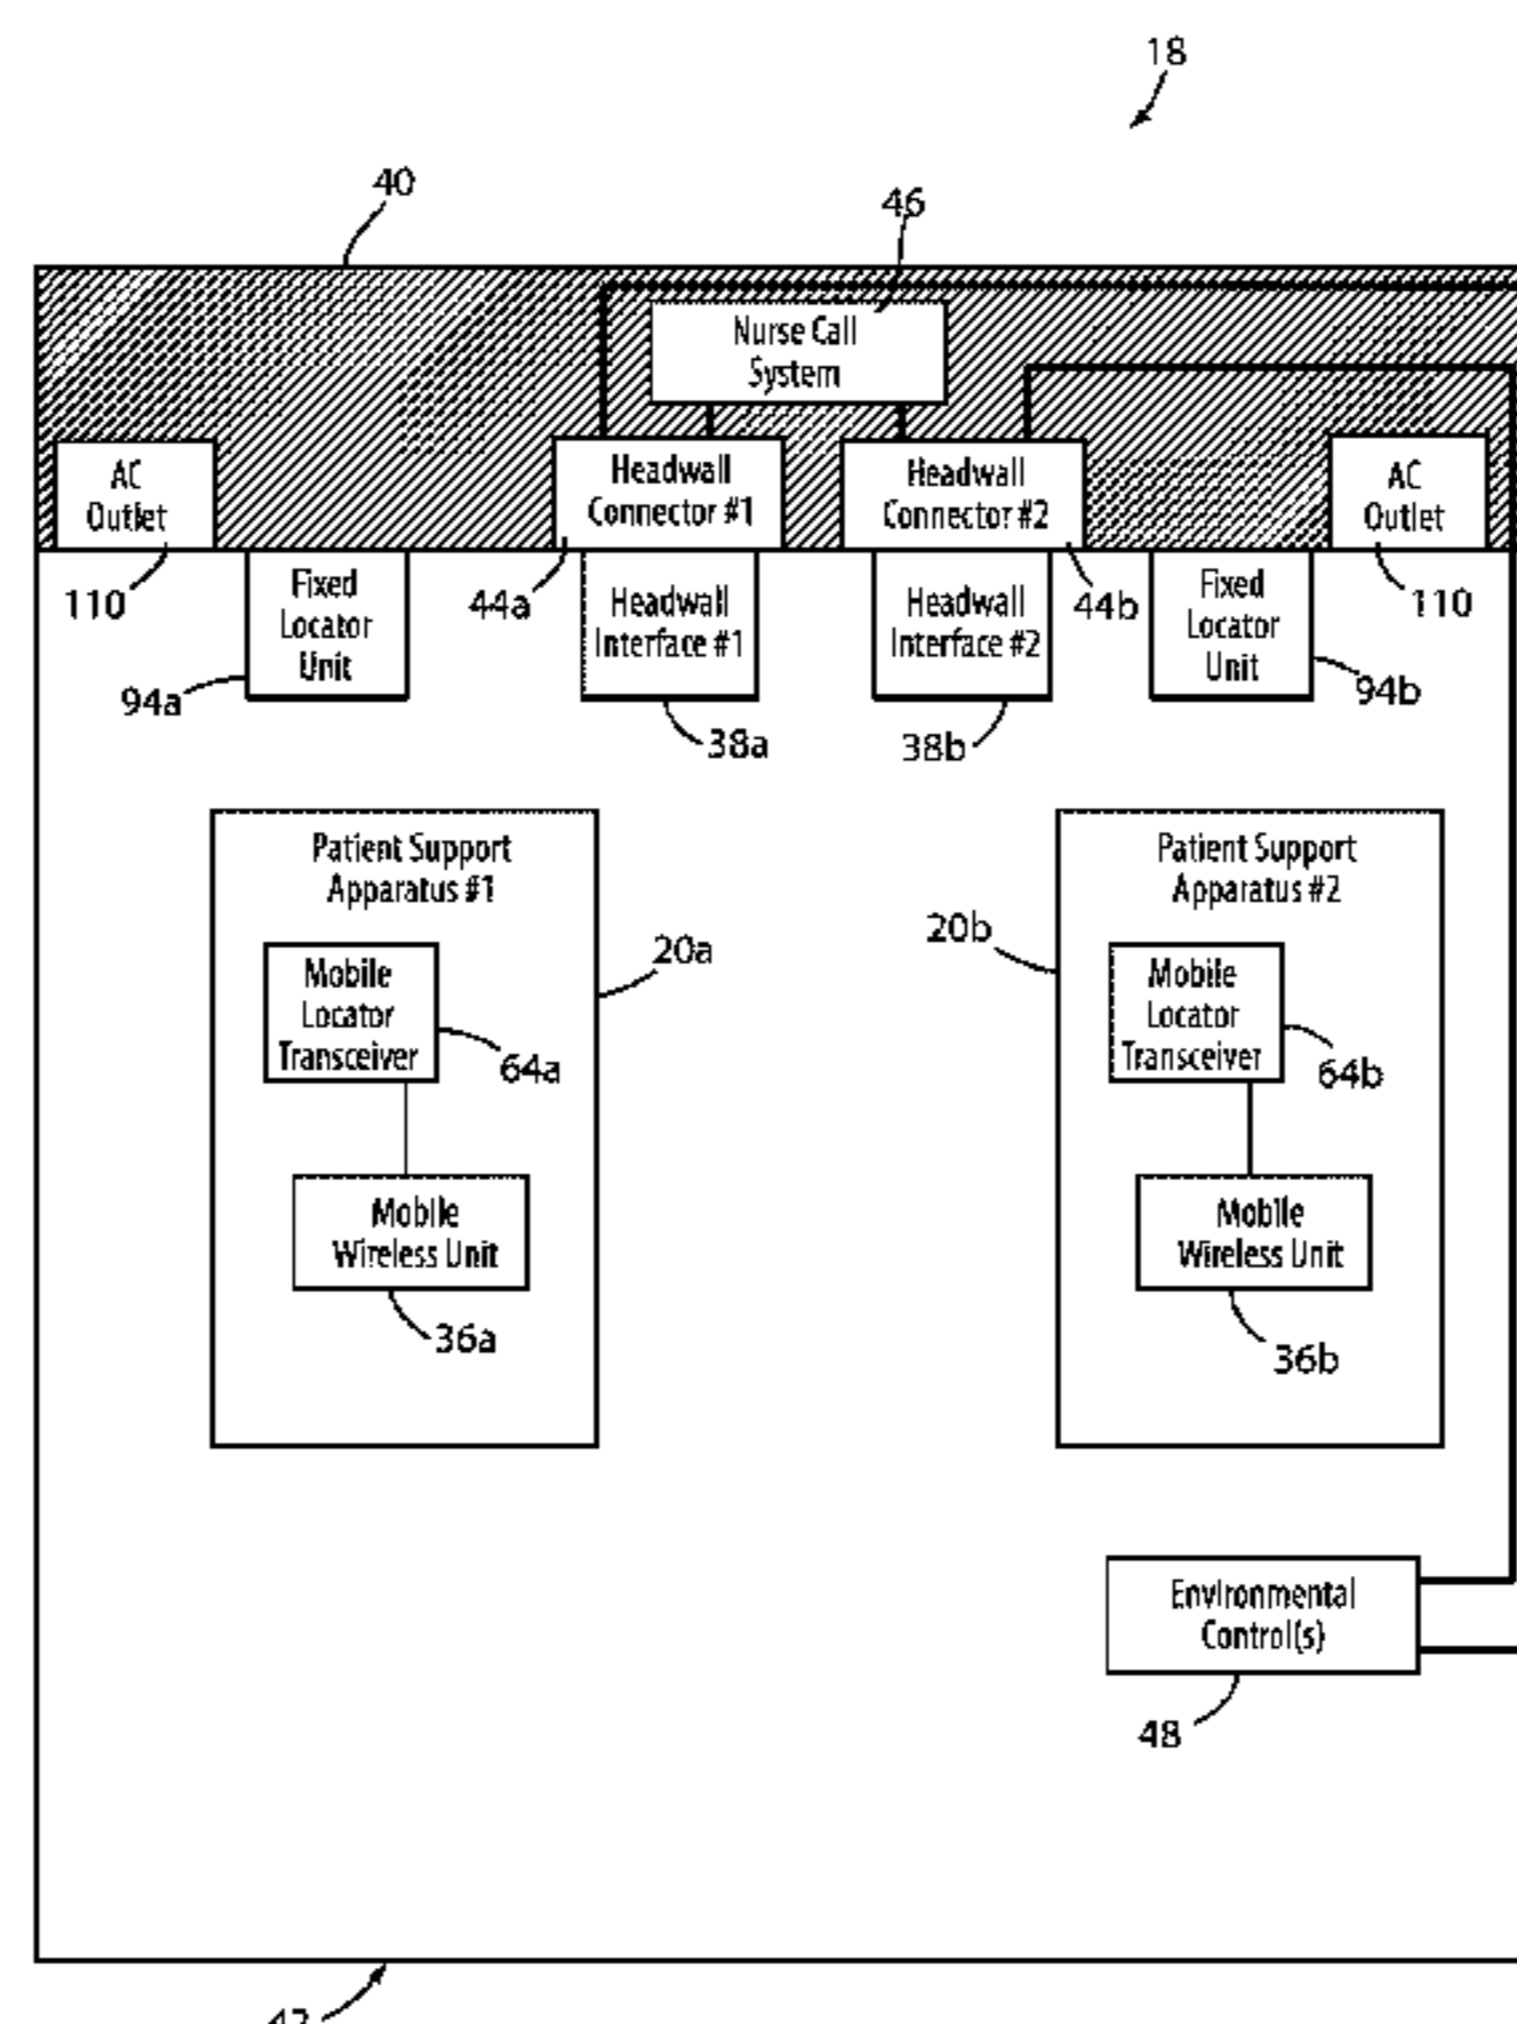 18
40
46
Nurse Call
System
AC
Outlet
Headwall
Connector #1
Headwall
Connector #2
AC
Outlet
110
Fixed
Locator
Unit
44a
Headwall
Interface #1
Headwall
Interface #2
44b
Fixed
Locator
Unit
110
94a
38a
38b
94b
Patient Support
Apparatus #1
Patient Support
Apparatus #2
20a
20b
Mobile
Locator
Transceiver
64a
Mobile
Locator
Transceiver
64b
Mobile
Wireless Unit
36a
Mobile
Wireless Unit
36b
Environmental
Control(s)
48